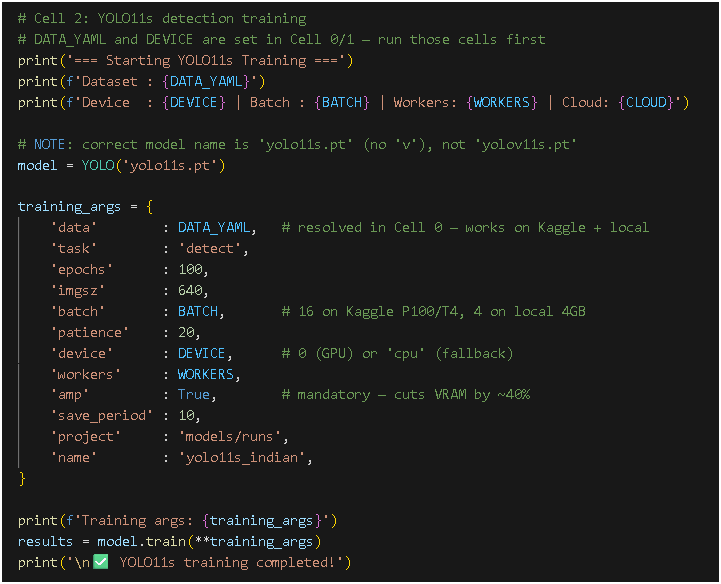 # Cell 2: YOLO11s detection training
# DATA_YAML and DEVICE are set in Cell 0/1 — run those cells first
print('=== Starting YOLO11s Training ===')
print(f'Dataset : {DATA_YAML}')
print(f'Device  : {DEVICE} | Batch : {BATCH} | Workers: {WORKERS} | Cloud: {CLOUD}')

# NOTE: correct model name is 'yolo11s.pt' (no 'v'), not 'yolov11s.pt'
model = YOLO('yolo11s.pt')

training_args = {
    'data'        : DATA_YAML,   # resolved in Cell 0 — works on Kaggle + local
    'task'        : 'detect',
    'epochs'      : 100,
    'imgsz'       : 640,
    'batch'       : BATCH,       # 16 on Kaggle P100/T4, 4 on local 4GB
    'patience'    : 20,
    'device'      : DEVICE,      # 0 (GPU) or 'cpu' (fallback)
    'workers'     : WORKERS,
    'amp'         : True,        # mandatory — cuts VRAM by ~40%
    'save_period' : 10,
    'project'     : 'models/runs',
    'name'        : 'yolo11s_indian',
}

print(f'Training args: {training_args}')
results = model.train(**training_args)
print('\n✅ YOLO11s training completed!')